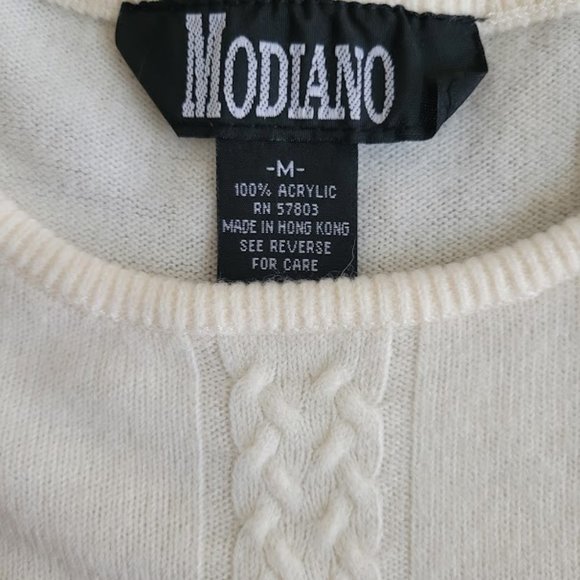 MODIANO
-M-
100% ACRYLIC
RN 57803
MADE IN HONG KONG
SEE REVERSE
FOR CARE